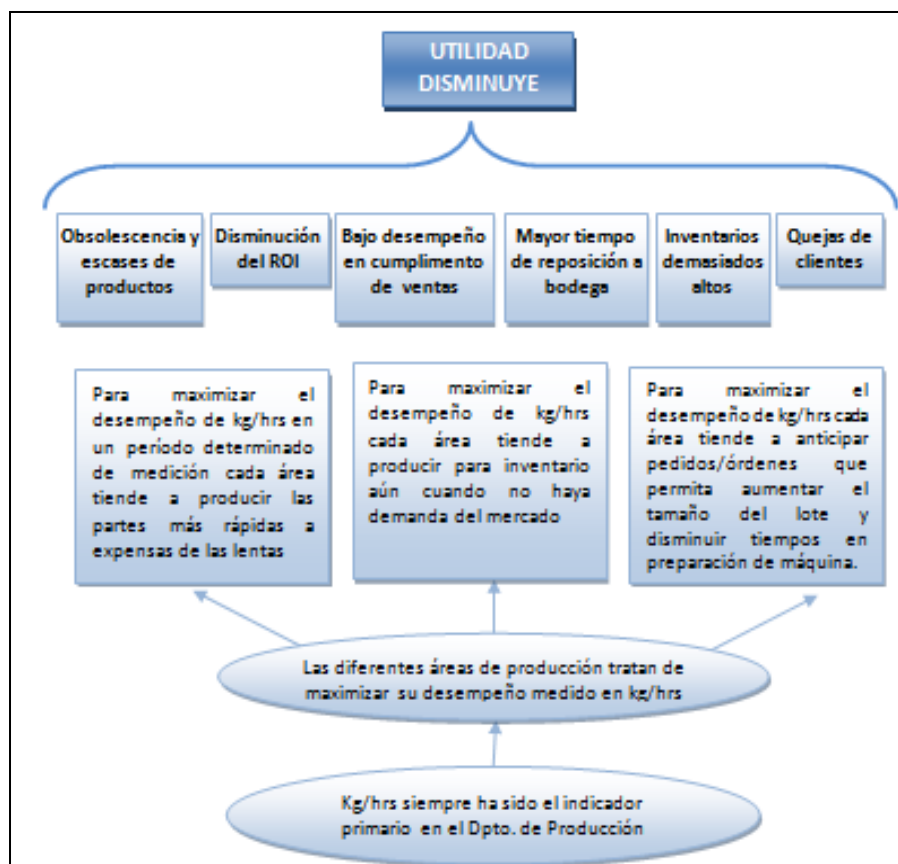 UTILIDAD
DISMINUYE
Obsolescencia y
escases de
productos
Disminución
del ROI
Bajo desempeño
en cumplimento
de ventas
Mayor tiempo
de reposición a
bodega
Inventarios
demasiados
altos
Quejas de
clientes
Para maximizar el
desempeño de kg/hrs en
un período determinado
de medición cada área
tiende a producir las
partes más rápidas a
expensas de las lentas
Para maximizar el
desempeño de kg/hrs
cada área tiende a
producir para inventario
aún cuando no haya
demanda del mercado
Para maximizar el
desempeño de kg/hrs cada
área tiende a anticipar
pedidos/órdenes que
permita aumentar el
tamaño del lote y
disminuir tiempos en
preparación de máquina.
Las diferentes áreas de producción tratan de
maximizar su desempeño medido en kg/hrs
Kg/hrs siempre ha sido el indicador
primario en el Dpto. de Producción